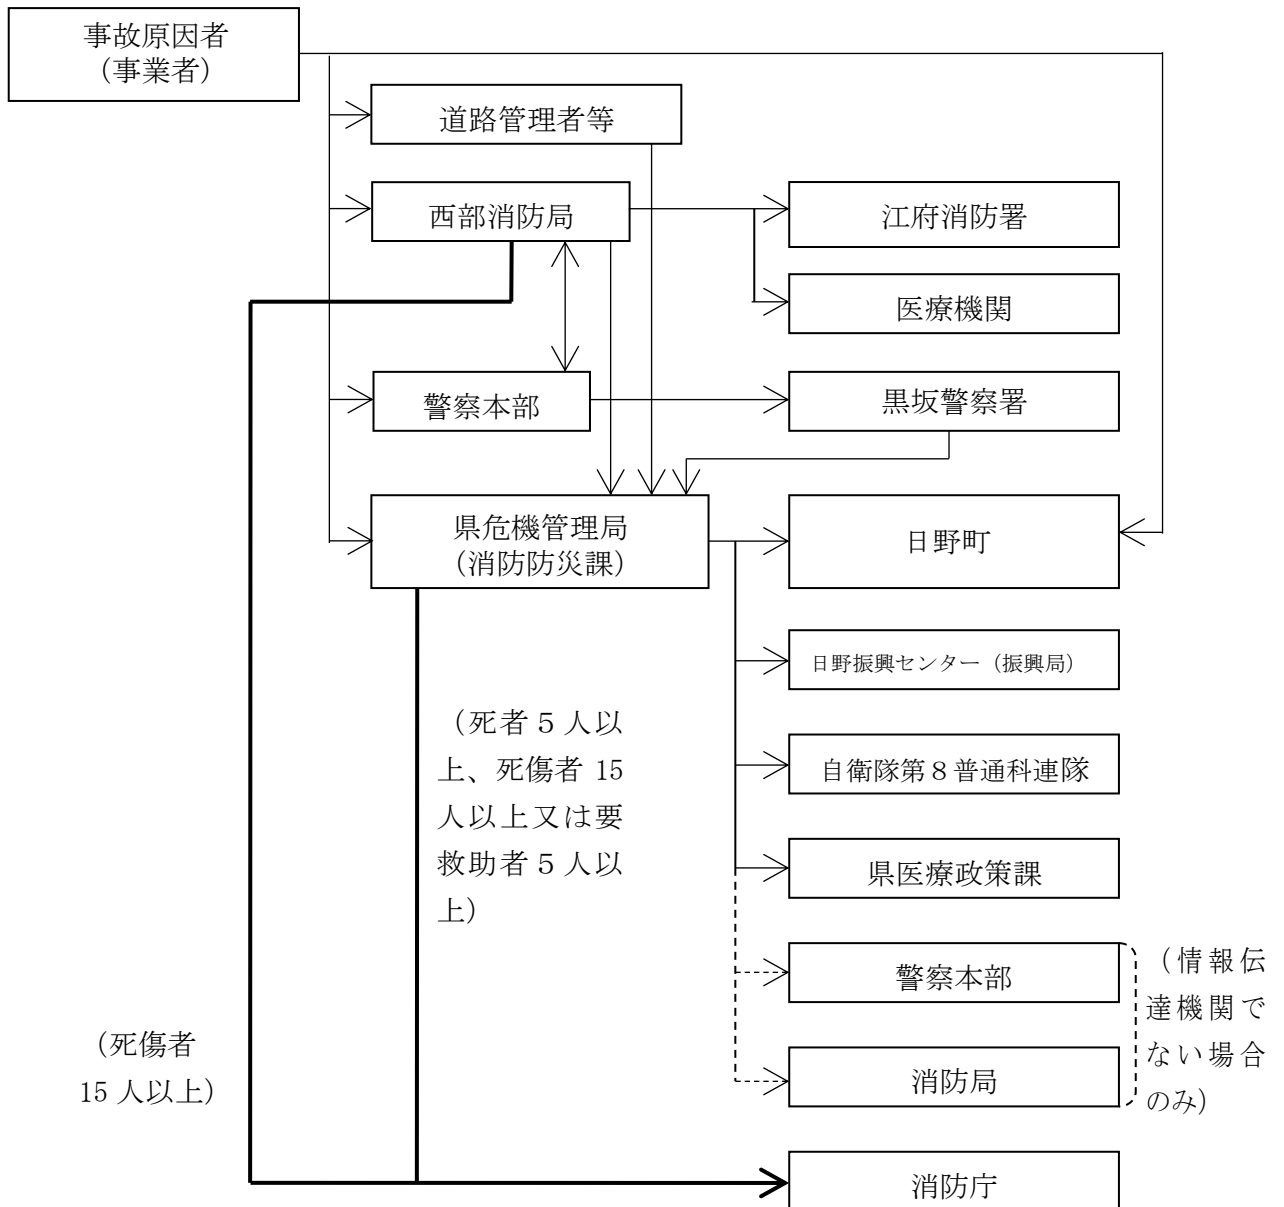 事故原因者
（事業者）
道路管理者等
西部消防局
江府消防署
医療機関
警察本部
黒坂警察署
県危機管理局
（消防防災課）
日野町
日野振興センター（振興局）
（死者５人以
上、死傷者 15
人以上又は要
救助者５人以
上）
自衛隊第８普通科連隊
県医療政策課
警察本部
（情報伝
達機関で
ない場合
のみ）
（死傷者
15 人以上）
消防局
消防庁